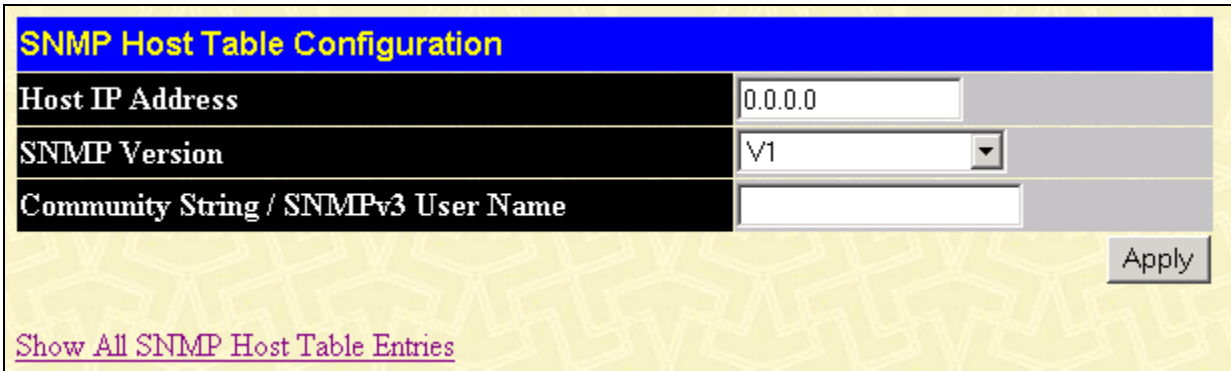 SNMP Host Table Configuration
Host IP Address 0.0.0.0
SNMP Version V1
Community String / SNMPv3 User Name
Apply
Show All SNMP Host Table Entries